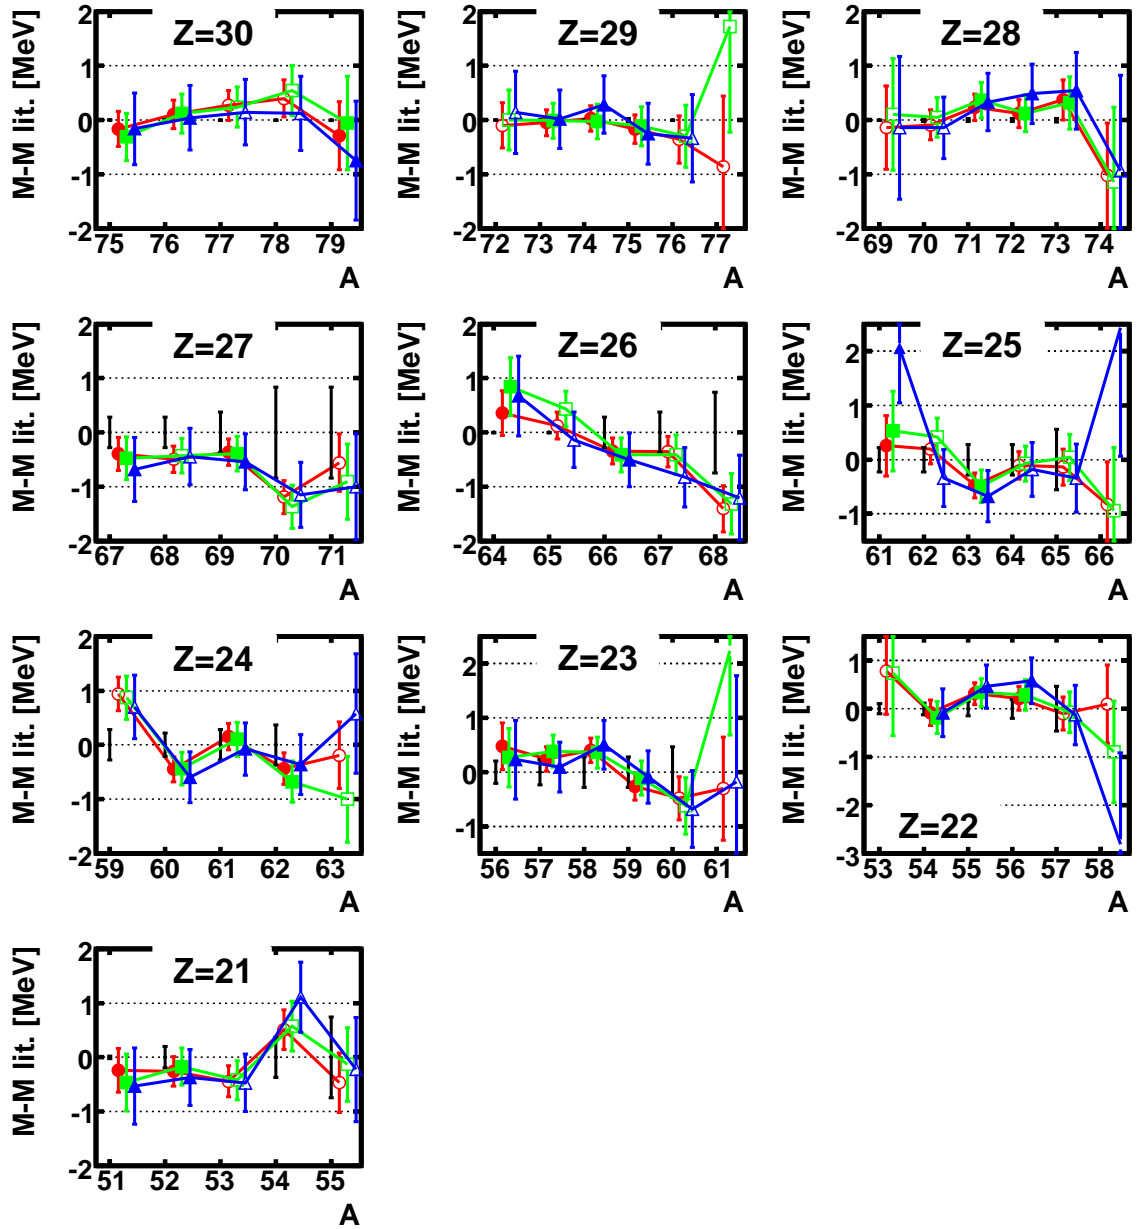 M-M lit. [MeV]
2
1
0
-1
-2
Z=30
75 76 77 78 79
A
M-M lit. [MeV]
2
1
0
-1
-2
Z=29
72 73 74 75 76 77
A
M-M lit. [MeV]
2
1
0
-1
-2
Z=28
69 70 71 72 73 74
A
M-M lit. [MeV]
2
1
0
-1
-2
Z=27
67 68 69 70 71
A
M-M lit. [MeV]
2
1
0
-1
-2
Z=26
64 65 66 67 68
A
M-M lit. [MeV]
2
1
0
-1
Z=25
61 62 63 64 65 66
A
M-M lit. [MeV]
2
1
0
-1
-2
Z=24
59 60 61 62 63
A
M-M lit. [MeV]
2
1
0
-1
Z=23
56 57 58 59 60 61
A
M-M lit. [MeV]
1
0
-1
-2
-3
Z=22
53 54 55 56 57 58
A
M-M lit. [MeV]
2
1
0
-1
-2
Z=21
51 52 53 54 55
A